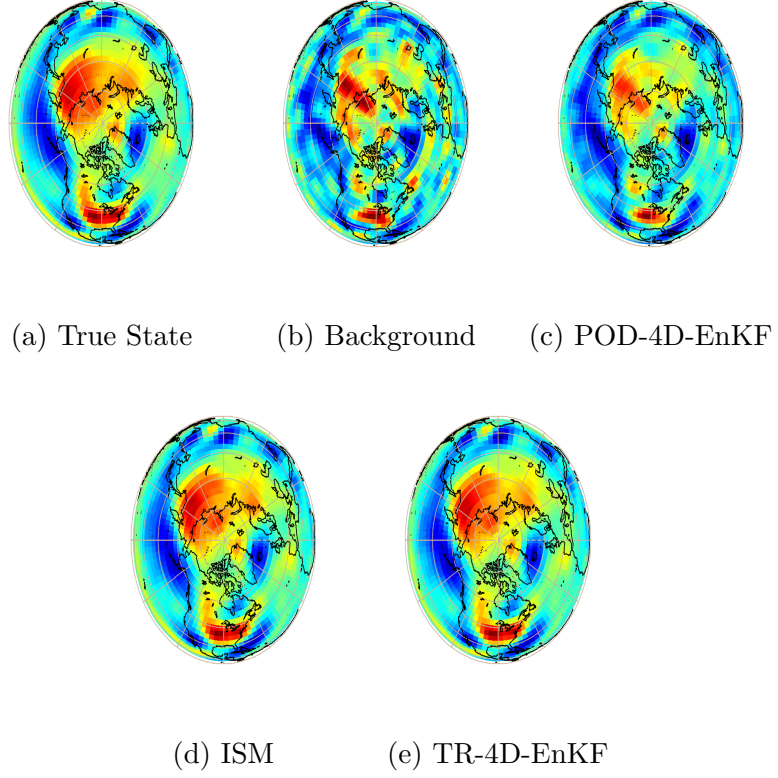 (a) True State
(b) Background
(c) POD-4D-EnKF
(d) ISM
(e) TR-4D-EnKF